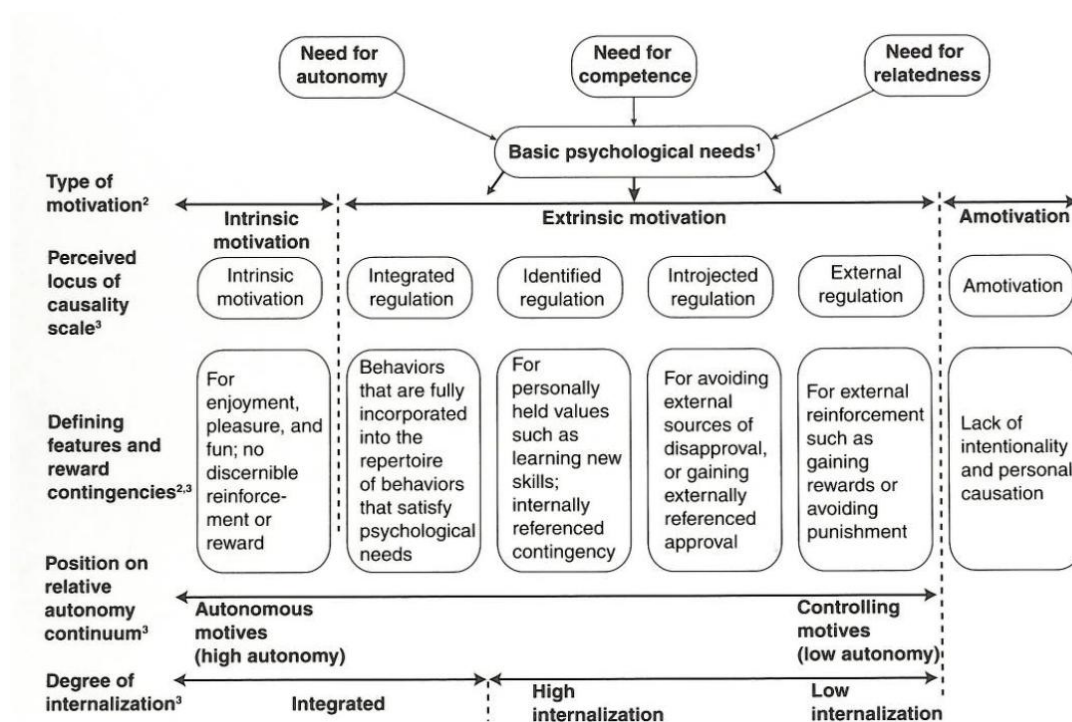 Need for
autonomy
Need for
competence
Need for
relatedness
Basic psychological needs¹
Type of
motivation²
Intrinsic
motivation
Extrinsic motivation
Amotivation
Perceived
locus of
causality
scale³
Intrinsic
motivation
Integrated
regulation
Identified
regulation
Introjected
regulation
External
regulation
Amotivation
Defining
features and
reward
contingencies²,³
For
enjoyment,
pleasure, and
fun; no
discernible
reinforce-
ment or
reward
Behaviors
that are fully
incorporated
into the
repertoire
of behaviors
that satisfy
psychological
needs
For
personally
held values
such as
learning new
skills;
internally
referenced
contingency
For avoiding
external
sources of
disapproval,
or gaining
externally
referenced
approval
For external
reinforcement
such as
gaining
rewards or
avoiding
punishment
Lack of
intentionality
and personal
causation
Position on
relative
autonomy
continuum³
Autonomous
motives
(high autonomy)
Controlling
motives
(low autonomy)
Degree of
internalization³
Integrated
High
internalization
Low
internalization